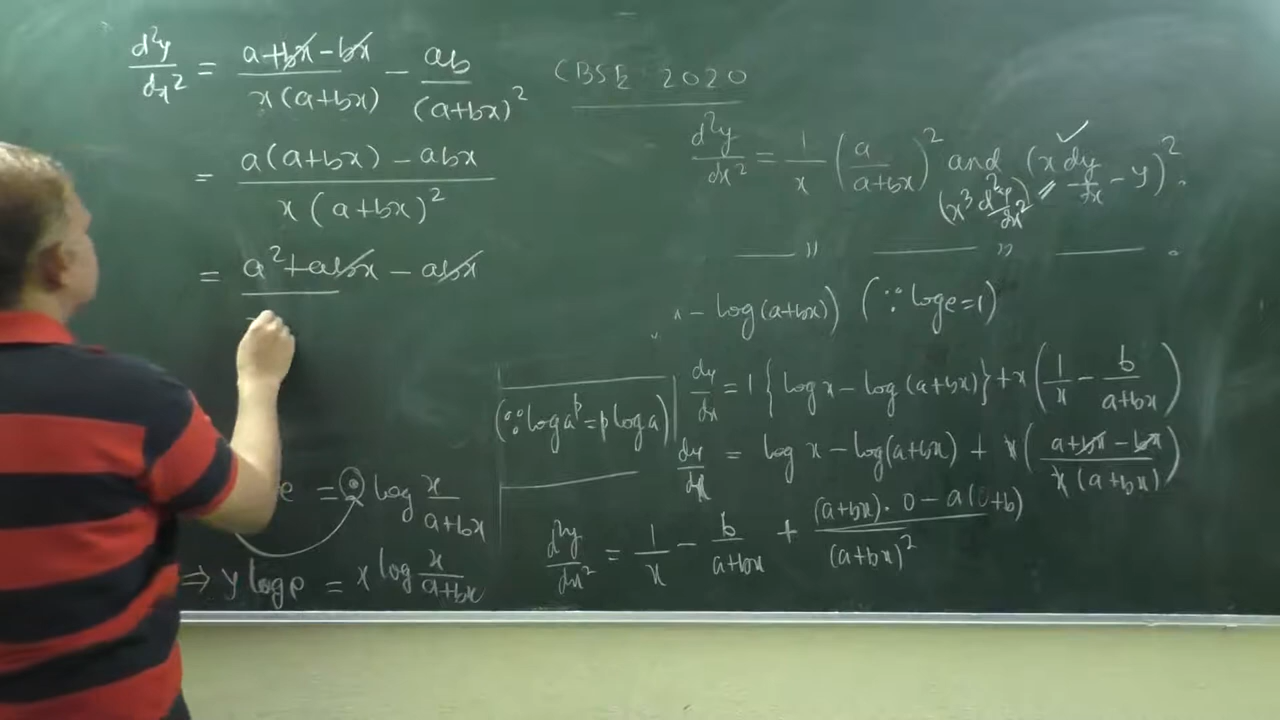 d²y/dx² = (a+bx-bx)/(x(a+bx)) - ab/(a+bx)²
= (a(a+bx) - abx)/(x(a+bx)²)
= a²+abx - abx
CBSE 2020
d²y/dx² = 1/x (a/(a+bx))² and (x dy/dx - y)².
(x³ d²y/dx²)
—— " —— " —— .
x - log(a+bx)) (∵ loge=1)
dy/dx = 1 {log x - log(a+bx)} + x (1/x - b/(a+bx))
(∵ log aᵖ = p log a)
dy/dx = log x - log(a+bx) + x ((a+bx - bx)/(x(a+bx)))
e = x log x/(a+bx)
d²y/dx² = 1/x - b/(a+bx) + ((a+bx)·0 - a(0+b))/(a+bx)²
⇒ y log e = x log x/(a+bx)